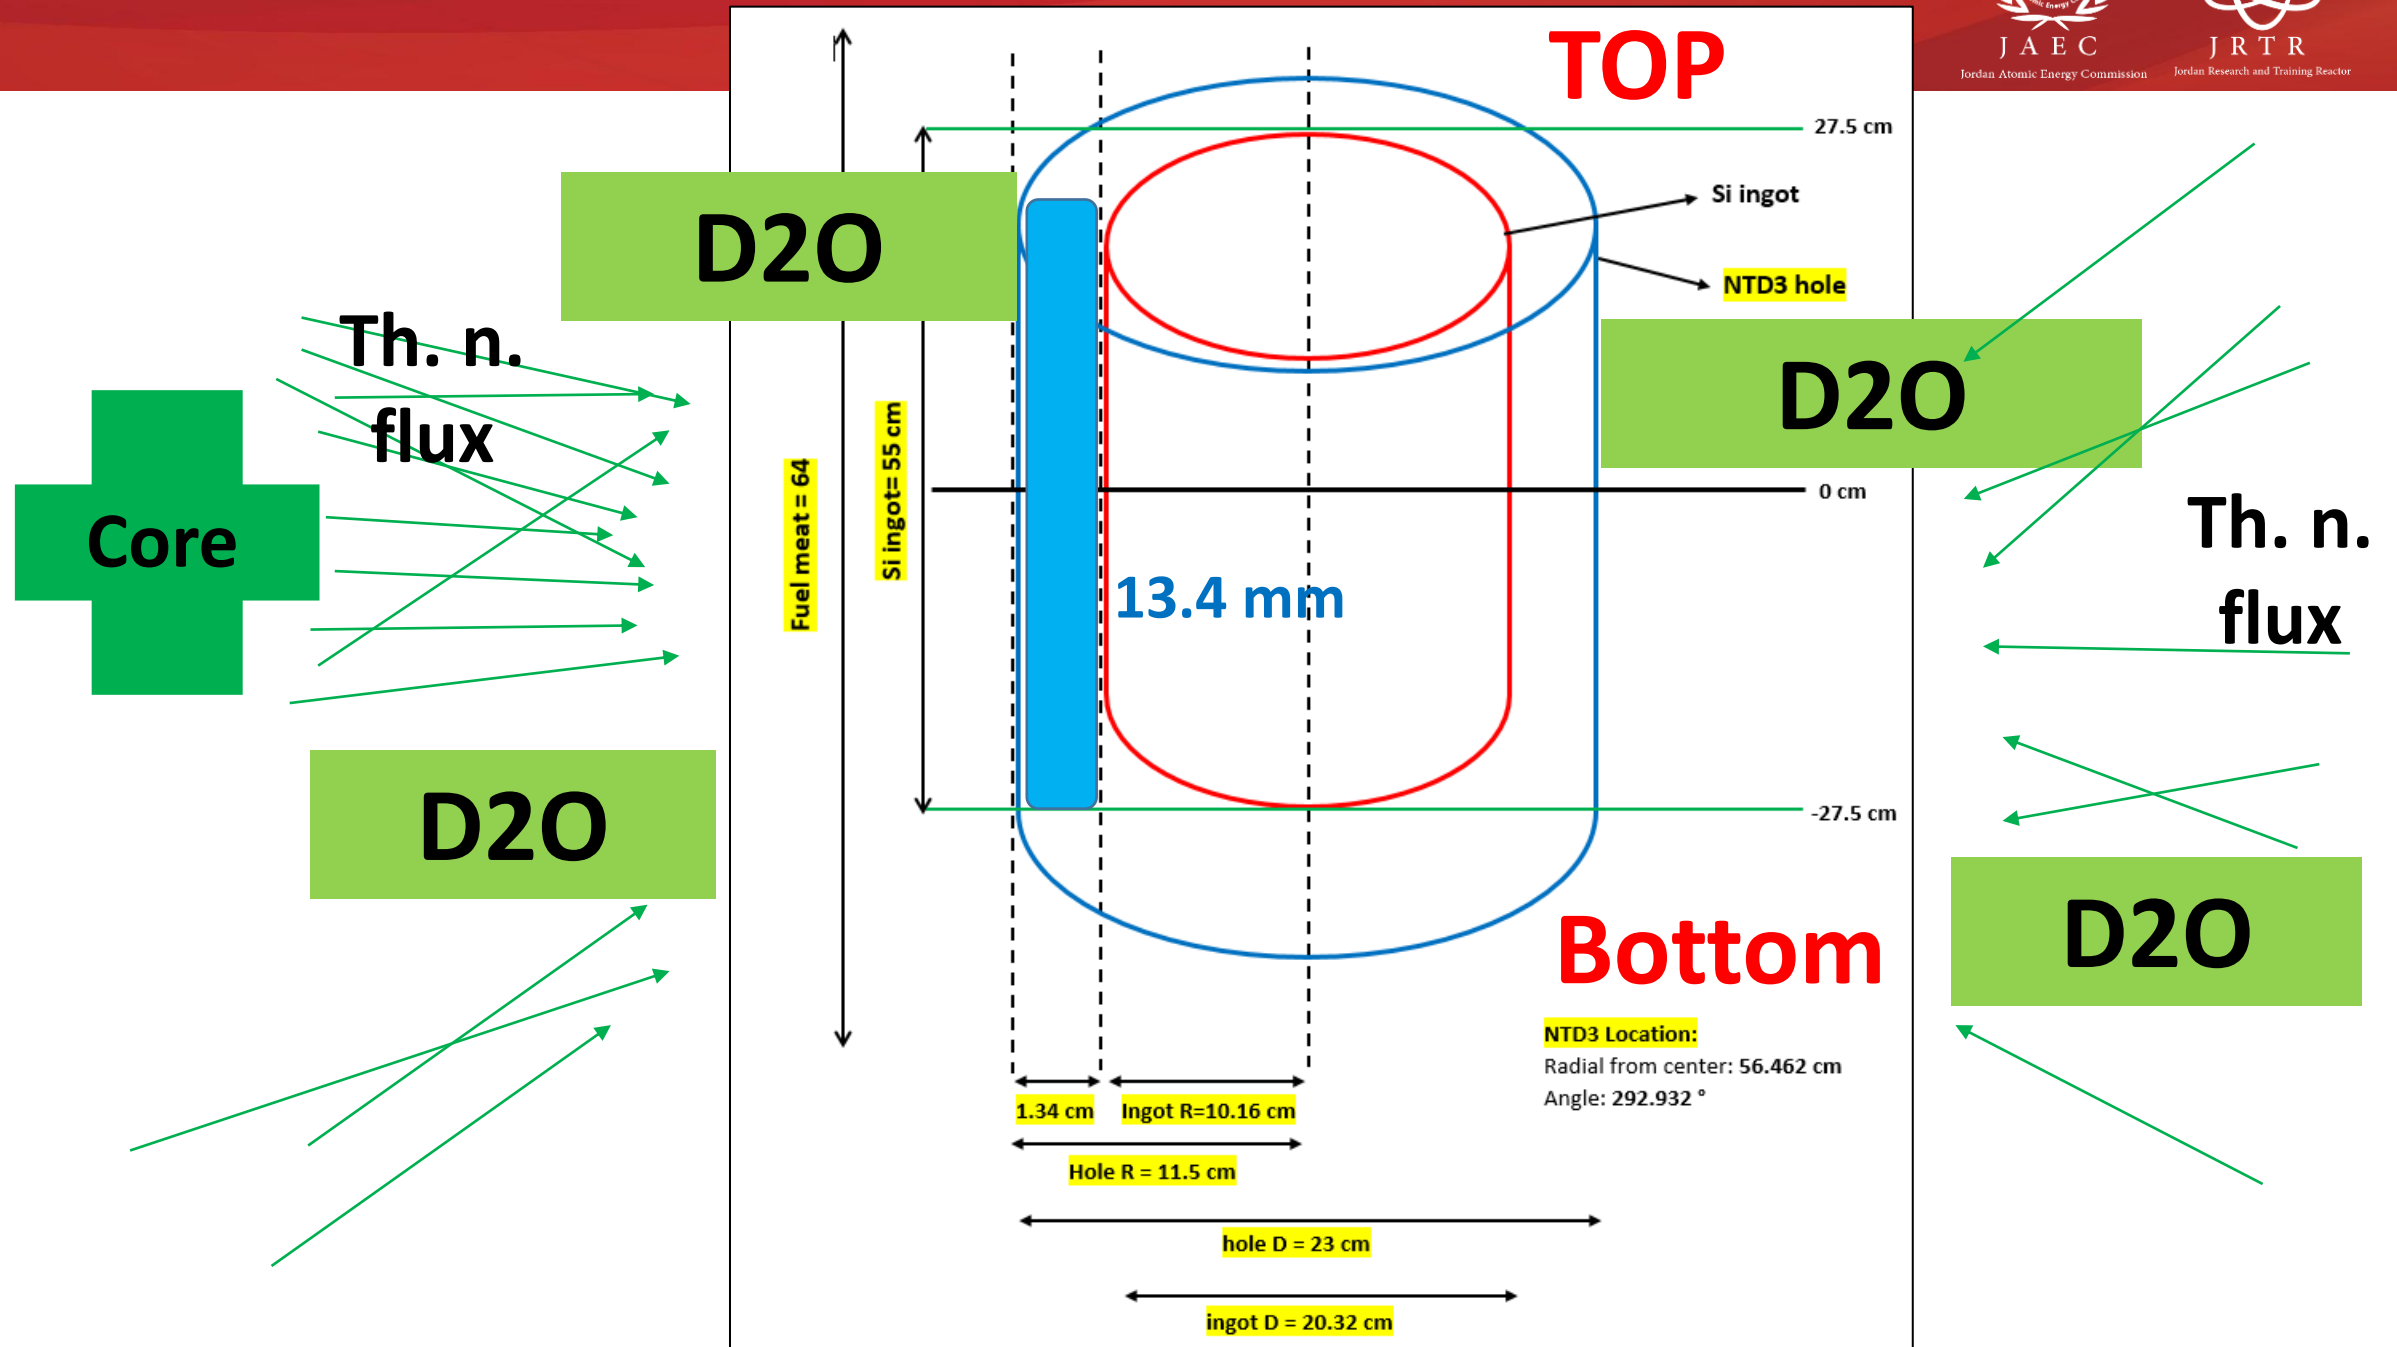 JAEC
Jordan Atomic Energy Commission
JRTR
Jordan Research and Training Reactor
TOP
27.5 cm
Si ingot
NTD3 hole
D2O
D2O
Th. n.
flux
Core
Fuel meat = 64
Si ingot= 55 cm
0 cm
13.4 mm
Th. n.
flux
-27.5 cm
D2O
D2O
Bottom
NTD3 Location:
Radial from center: 56.462 cm
Angle: 292.932 °
1.34 cm
Ingot R=10.16 cm
Hole R = 11.5 cm
hole D = 23 cm
ingot D = 20.32 cm